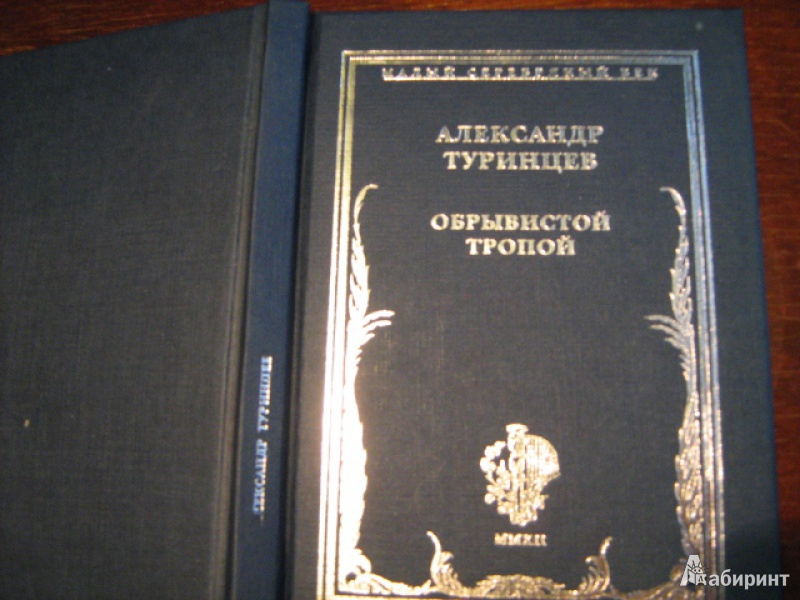 МАЛЫЙ СЕРЕБРЯНЫЙ ВЕК
АЛЕКСАНДР
ТУРИНЦЕВ
ОБРЫВИСТОЙ
ТРОПОЙ
MMXII
АЛЕКСАНДР ТУРИНЦЕВ
Лабиринт